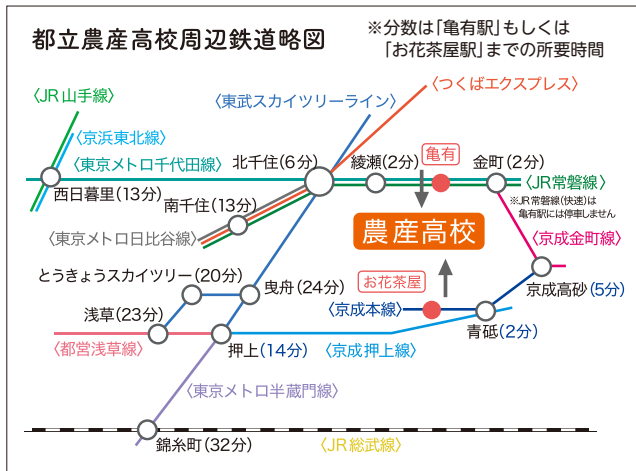 都立農産高校周辺鉄道略図
※分数は「亀有駅」もしくは
「お花茶屋駅」までの所要時間
〈つくばエクスプレス〉
〈JR山手線〉
〈東武スカイツリーライン〉
〈京浜東北線〉
〈東京メトロ千代田線〉
北千住(6分)
綾瀬(2分)
亀有
金町(2分)
西日暮里(13分)
〈JR常磐線〉
南千住(13分)
※JR常磐線(快速)は
亀有駅には停車しません
〈東京メトロ日比谷線〉
農産高校
〈京成金町線〉
とうきょうスカイツリー(20分)
曳舟(24分)
お花茶屋
京成高砂(5分)
浅草(23分)
〈京成本線〉
青砥(2分)
〈都営浅草線〉
押上(14分)
〈京成押上線〉
〈東京メトロ半蔵門線〉
錦糸町(32分)
〈JR総武線〉